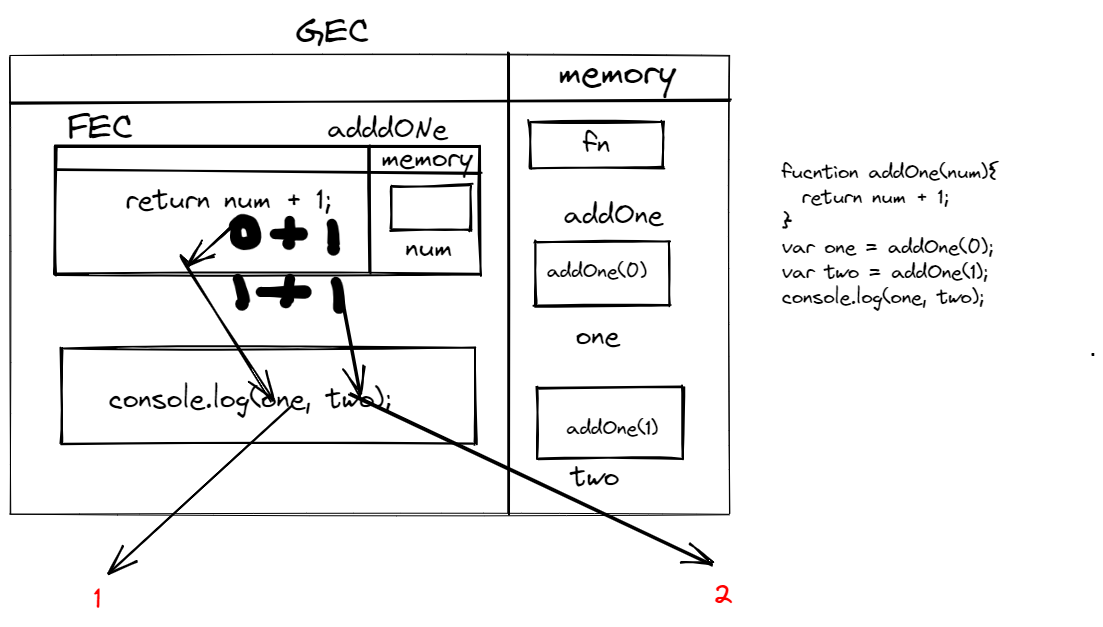 GEC
memory
FEC
adddONe
memory
return num + 1;
0 + 1
num
1 + 1
console.log(one, two);
fn
addOne
addOne(0)
one
addOne(1)
two
1
2
fucntion addOne(num){
return num + 1;
}
var one = addOne(0);
var two = addOne(1);
console.log(one, two);